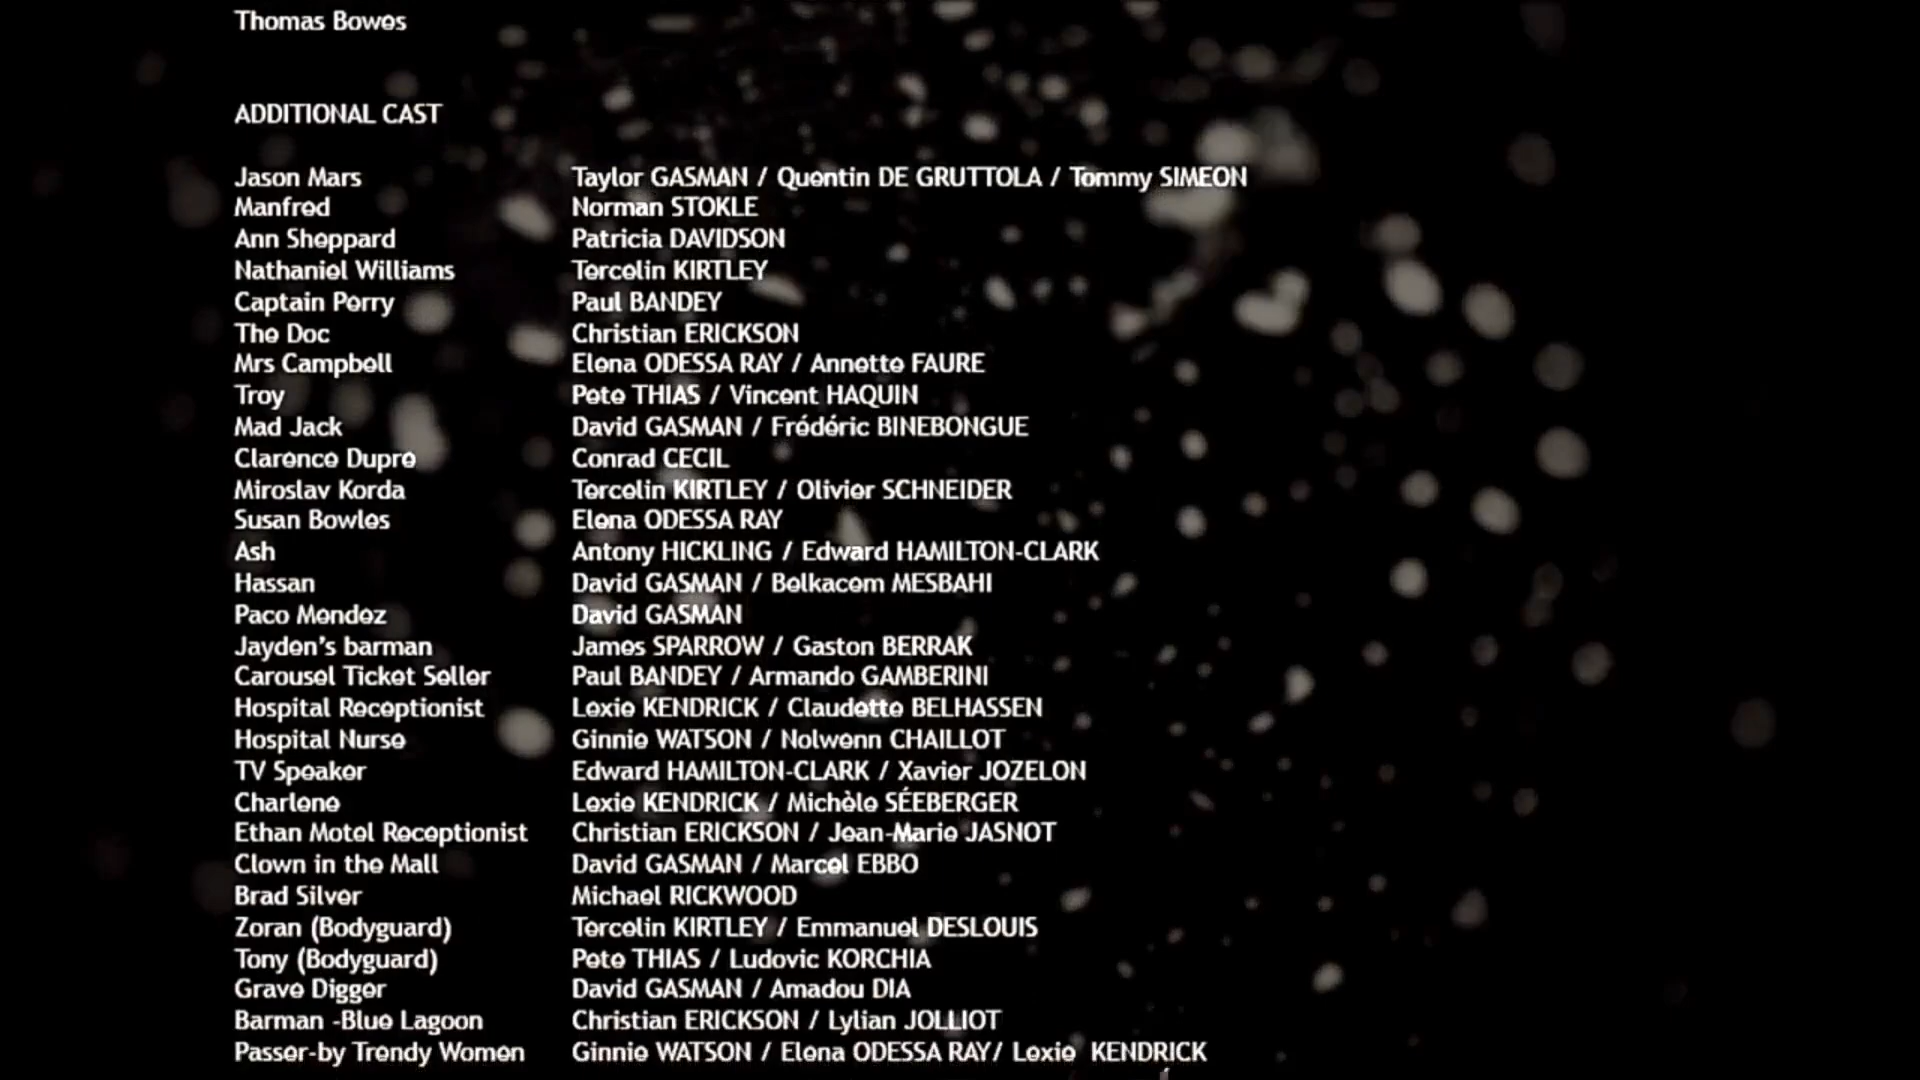 Thomas Bowes
ADDITIONAL CAST
Jason Mars Taylor GASMAN / Quentin DE GRUTTOLA / Tommy SIMEON
Manfred Norman STOKLE
Ann Sheppard Patricia DAVIDSON
Nathaniel Williams Tercelin KIRTLEY
Captain Perry Paul BANDEY
The Doc Christian ERICKSON
Mrs Campbell Elena ODESSA RAY / Annette FAURE
Troy Pete THIAS / Vincent HAQUIN
Mad Jack David GASMAN / Frédéric BINEBONGUE
Clarence Dupre Conrad CECIL
Miroslav Korda Tercelin KIRTLEY / Olivier SCHNEIDER
Susan Bowles Elena ODESSA RAY
Ash Antony HICKLING / Edward HAMILTON-CLARK
Hassan David GASMAN / Belkacem MESBAHI
Paco Mendez David GASMAN
Jayden's barman James SPARROW / Gaston BERRAK
Carousel Ticket Seller Paul BANDEY / Armando GAMBERINI
Hospital Receptionist Lexie KENDRICK / Claudette BELHASSEN
Hospital Nurse Ginnie WATSON / Nolwenn CHAILLOT
TV Speaker Edward HAMILTON-CLARK / Xavier JOZELON
Charlene Lexie KENDRICK / Michèle SÉEBERGER
Ethan Motel Receptionist Christian ERICKSON / Jean-Marie JASNOT
Clown in the Mall David GASMAN / Marcel EBBO
Brad Silver Michael RICKWOOD
Zoran (Bodyguard) Tercelin KIRTLEY / Emmanuel DESLOUIS
Tony (Bodyguard) Pete THIAS / Ludovic KORCHIA
Grave Digger David GASMAN / Amadou DIA
Barman -Blue Lagoon Christian ERICKSON / Lylian JOLLIOT
Passer-by Trendy Women Ginnie WATSON / Elena ODESSA RAY/ Lexie KENDRICK